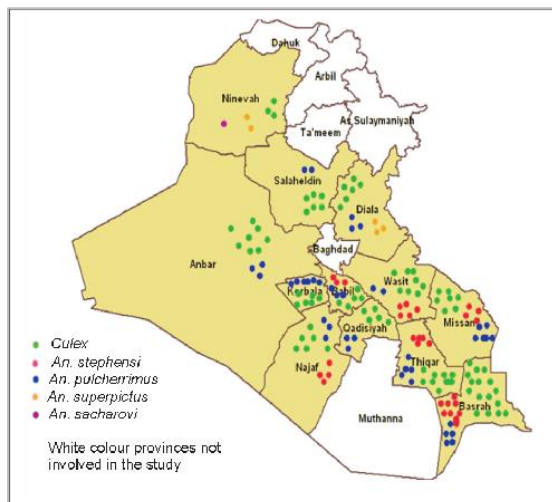 Dahuk
Arbil
Ninevah
As Sulaymaniyah
Ta'meem
Salaheldin
Diala
Baghdad
Anbar
Wasit
Kerbala
Babil
Missan
Qadisiyah
Najaf
Thiqar
Basrah
Muthanna
Culex
An. stephensi
An. pulcherrimus
An. superpictus
An. sacharovi
White colour provinces not
involved in the study